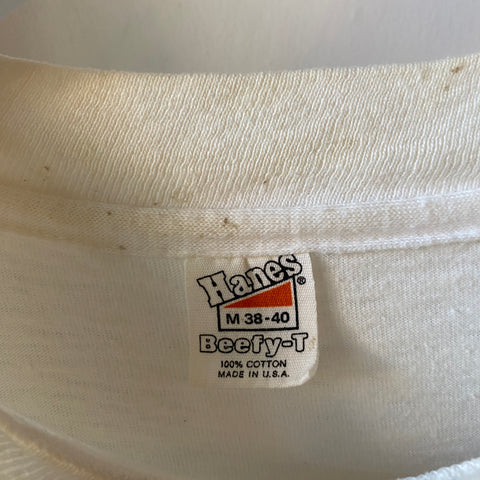 Hanes®
M 38-40
Beefy-T
100% COTTON
MADE IN U.S.A.